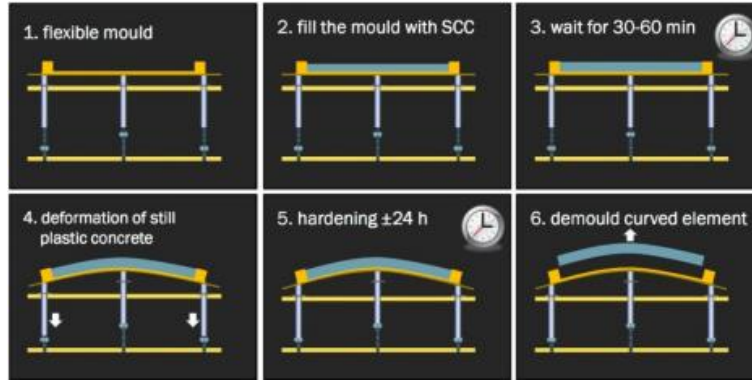 1. flexible mould
2. fill the mould with SCC
3. wait for 30-60 min
4. deformation of still
plastic concrete
5. hardening ±24 h
6. demould curved element